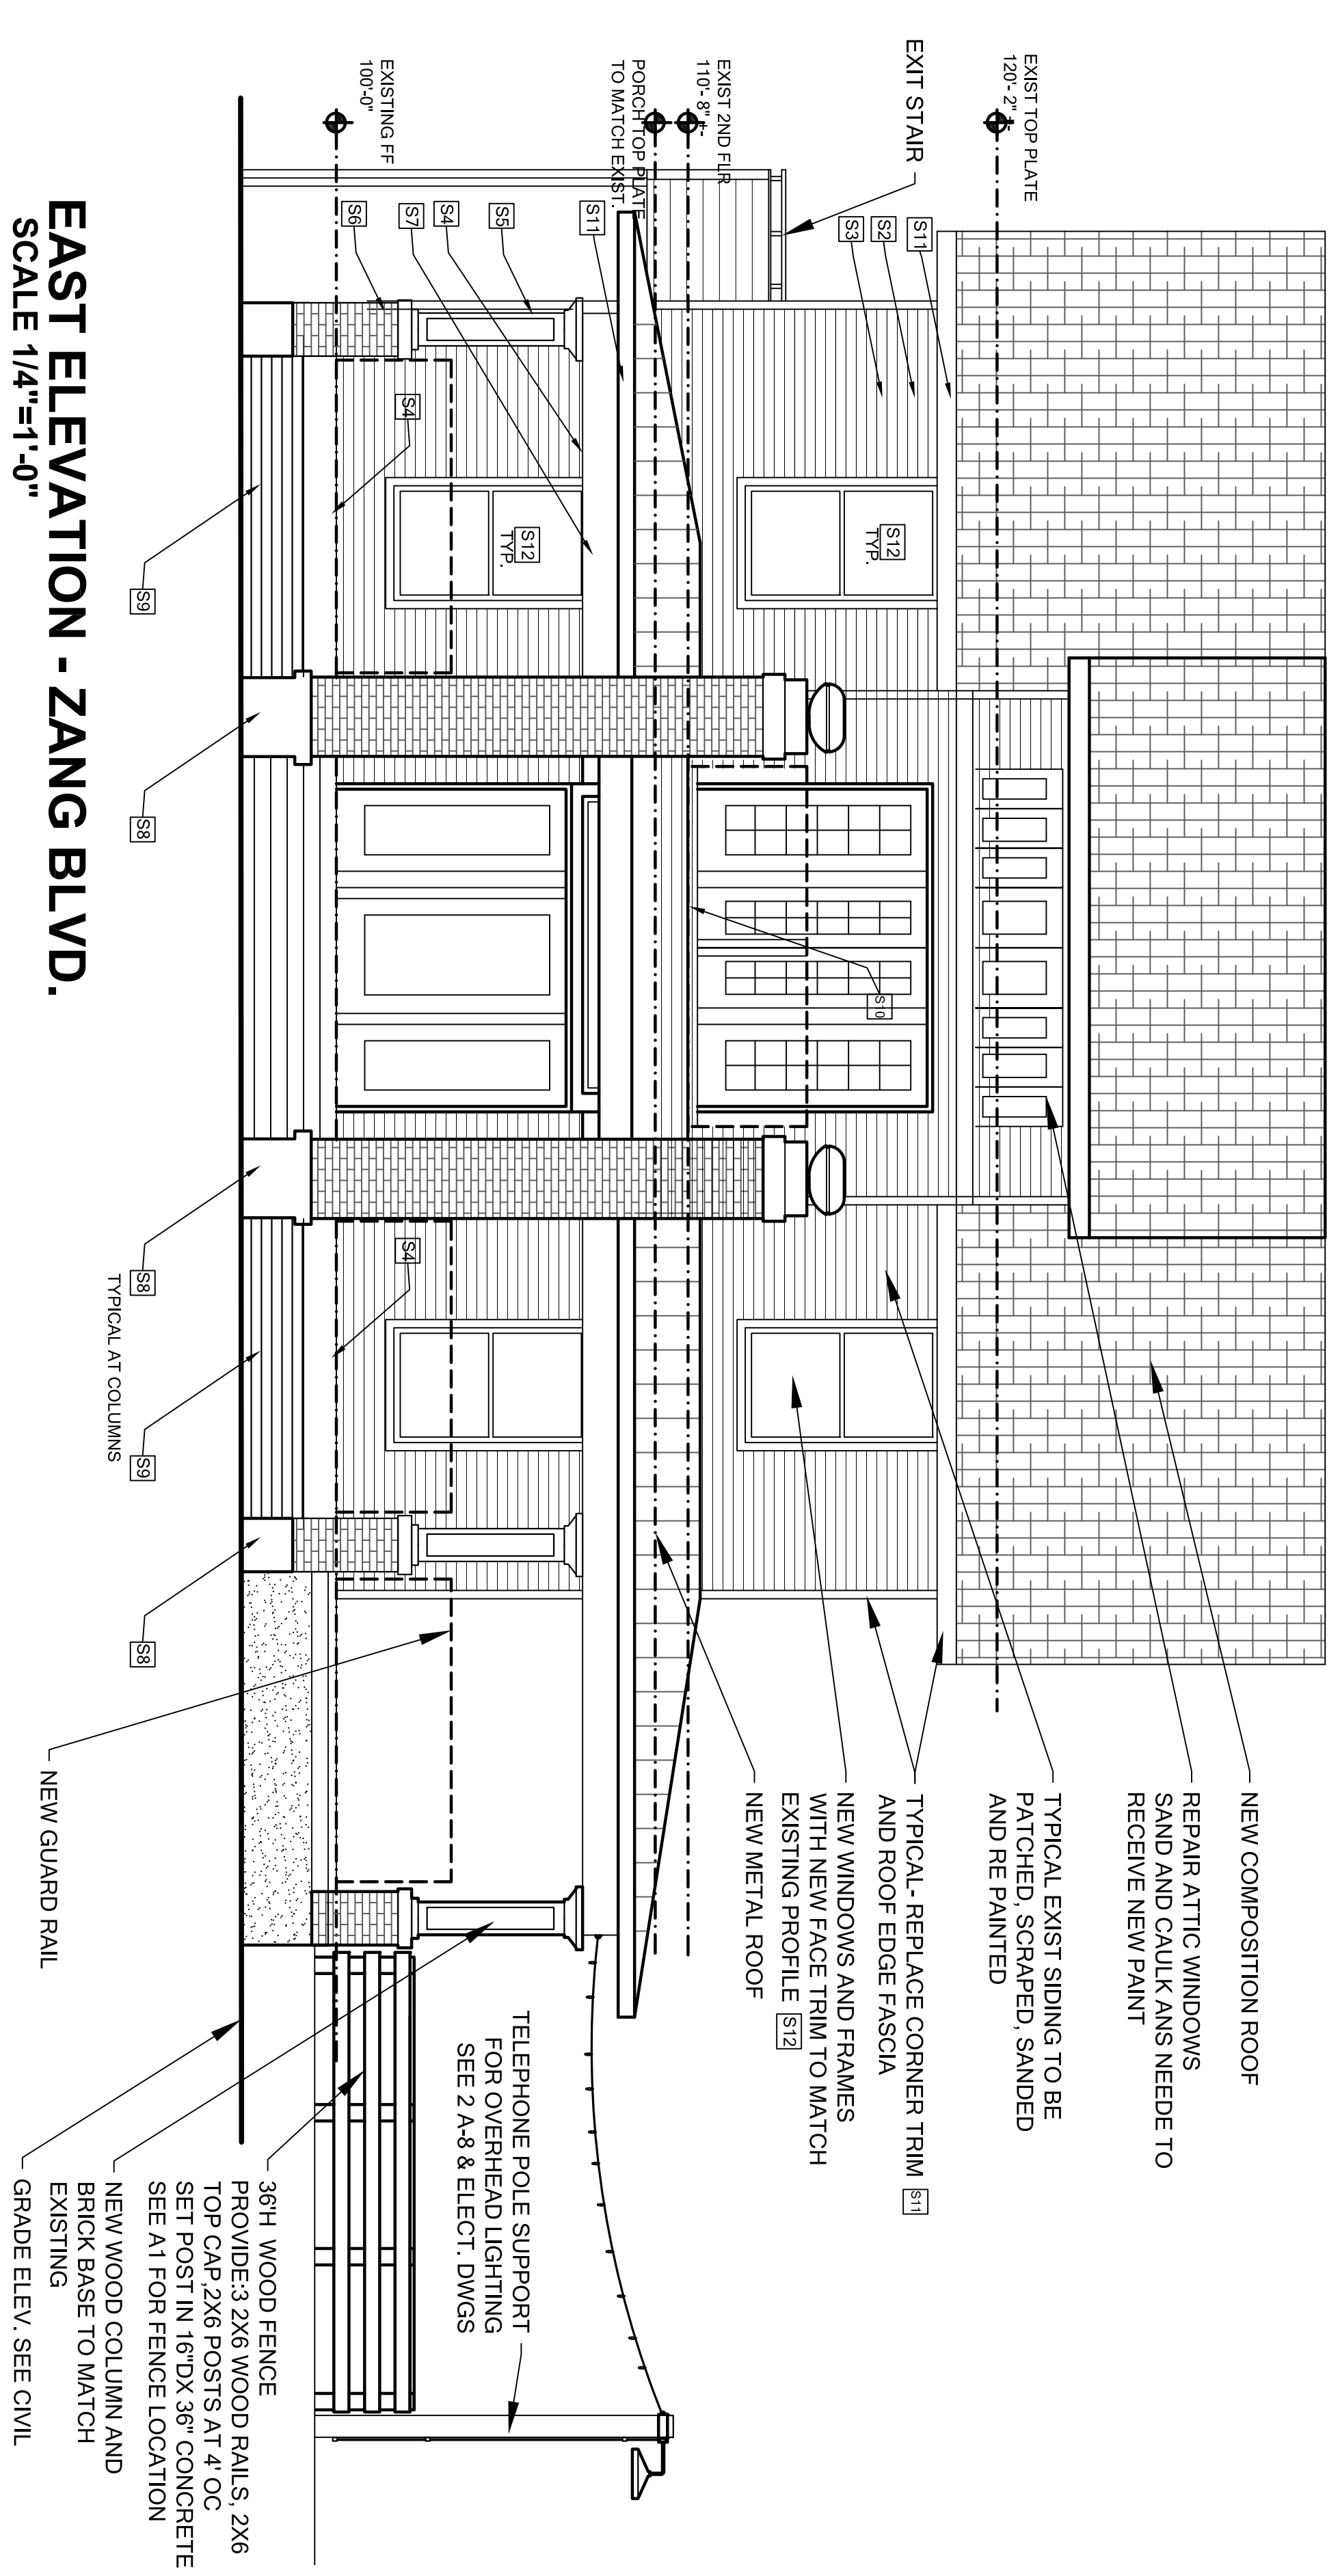 EXIST TOP PLATE
120'- 2" +-
EXIT STAIR
EXIST 2ND FLR
110'- 8" +-
PORCH TOP PLATE
TO MATCH EXIST.
EXISTING FF
100'-0"
S11
S2
S3
S11
S5
S4
S7
S6
S12
TYP.
S12
TYP.
S4
S10
S4
S9
S8
S8
S9
S8
TYPICAL AT COLUMNS
NEW COMPOSITION ROOF
REPAIR ATTIC WINDOWS
SAND AND CAULK ANS NEEDE TO
RECEIVE NEW PAINT
TYPICAL EXIST SIDING TO BE
PATCHED, SCRAPED, SANDED
AND RE PAINTED
TYPICAL- REPLACE CORNER TRIM S11
AND ROOF EDGE FASCIA
NEW WINDOWS AND FRAMES
WITH NEW FACE TRIM TO MATCH
EXISTING PROFILE S12
NEW METAL ROOF
TELEPHONE POLE SUPPORT
FOR OVERHEAD LIGHTING
SEE 2 A-8 & ELECT. DWGS
36'H WOOD FENCE
PROVIDE:3 2X6 WOOD RAILS, 2X6
TOP CAP,2X6 POSTS AT 4' OC
SET POST IN 16"DX 36" CONCRETE
SEE A1 FOR FENCE LOCATION
NEW WOOD COLUMN AND
BRICK BASE TO MATCH
EXISTING
GRADE ELEV. SEE CIVIL
NEW GUARD RAIL
EAST ELEVATION - ZANG BLVD.
SCALE 1/4"=1'-0"